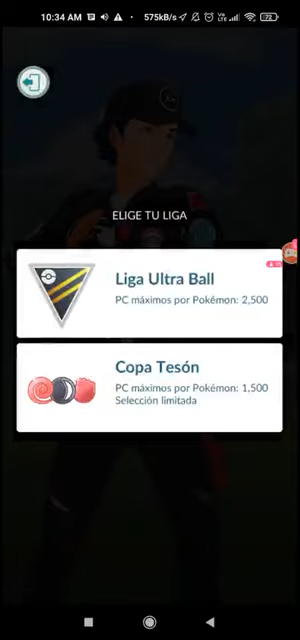 10:34 AM
575kB/s
72
ELIGE TU LIGA
Liga Ultra Ball
PC máximos por Pokémon: 2,500
Copa Tesón
PC máximos por Pokémon: 1,500
Selección limitada